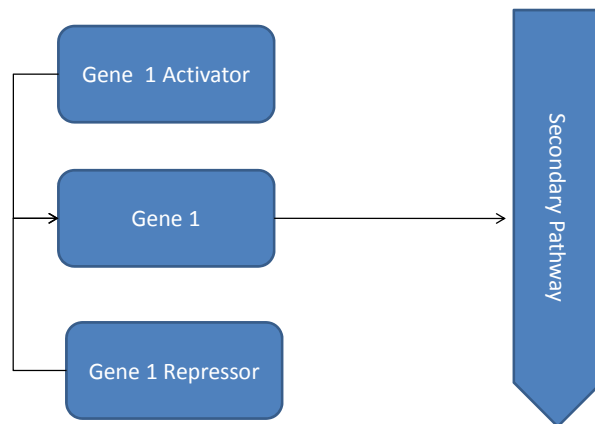 Gene 1 Activator
Gene 1
Gene 1 Repressor
Secondary Pathway